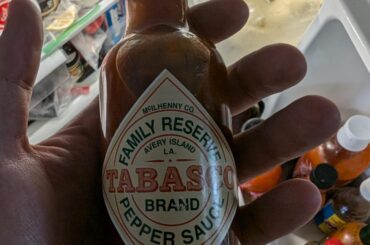 McILHENNY CO.
FAMILY RESERVE
AVERY ISLAND
LA.
TABASCO
BRAND
PEPPER SAUCE